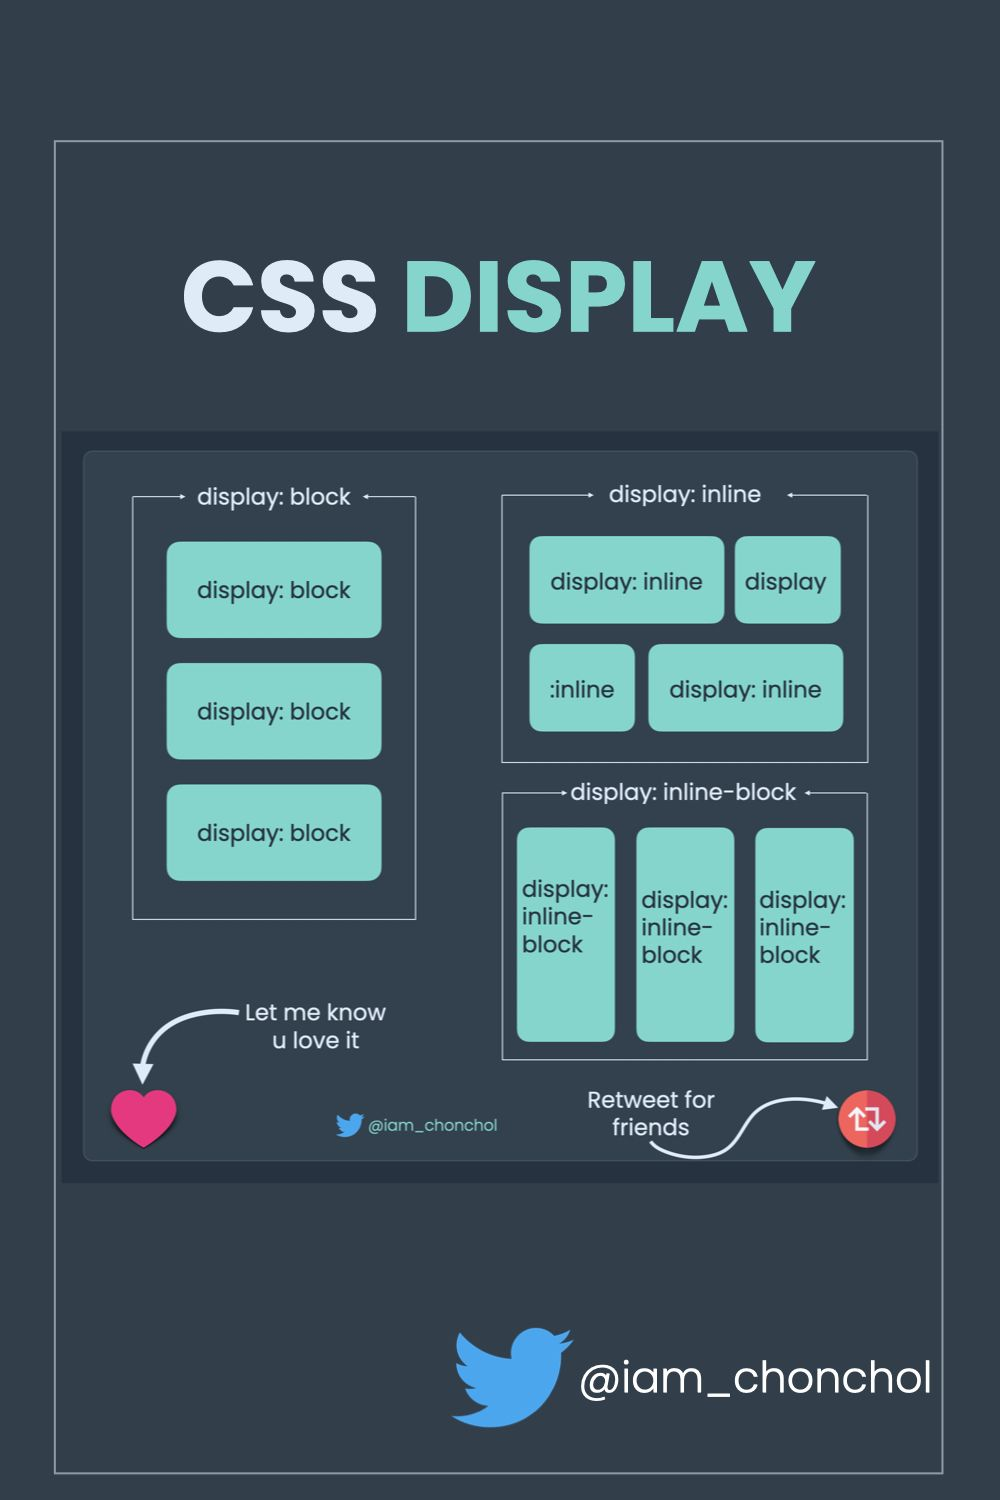 CSS DISPLAY
display: block
display: block
display: block
display: block
display: inline
display: inline
display
:inline
display: inline
display: inline-block
display:
inline-
block
display:
inline-
block
display:
inline-
block
Let me know
u love it
@iam_chonchol
Retweet for
friends
@iam_chonchol